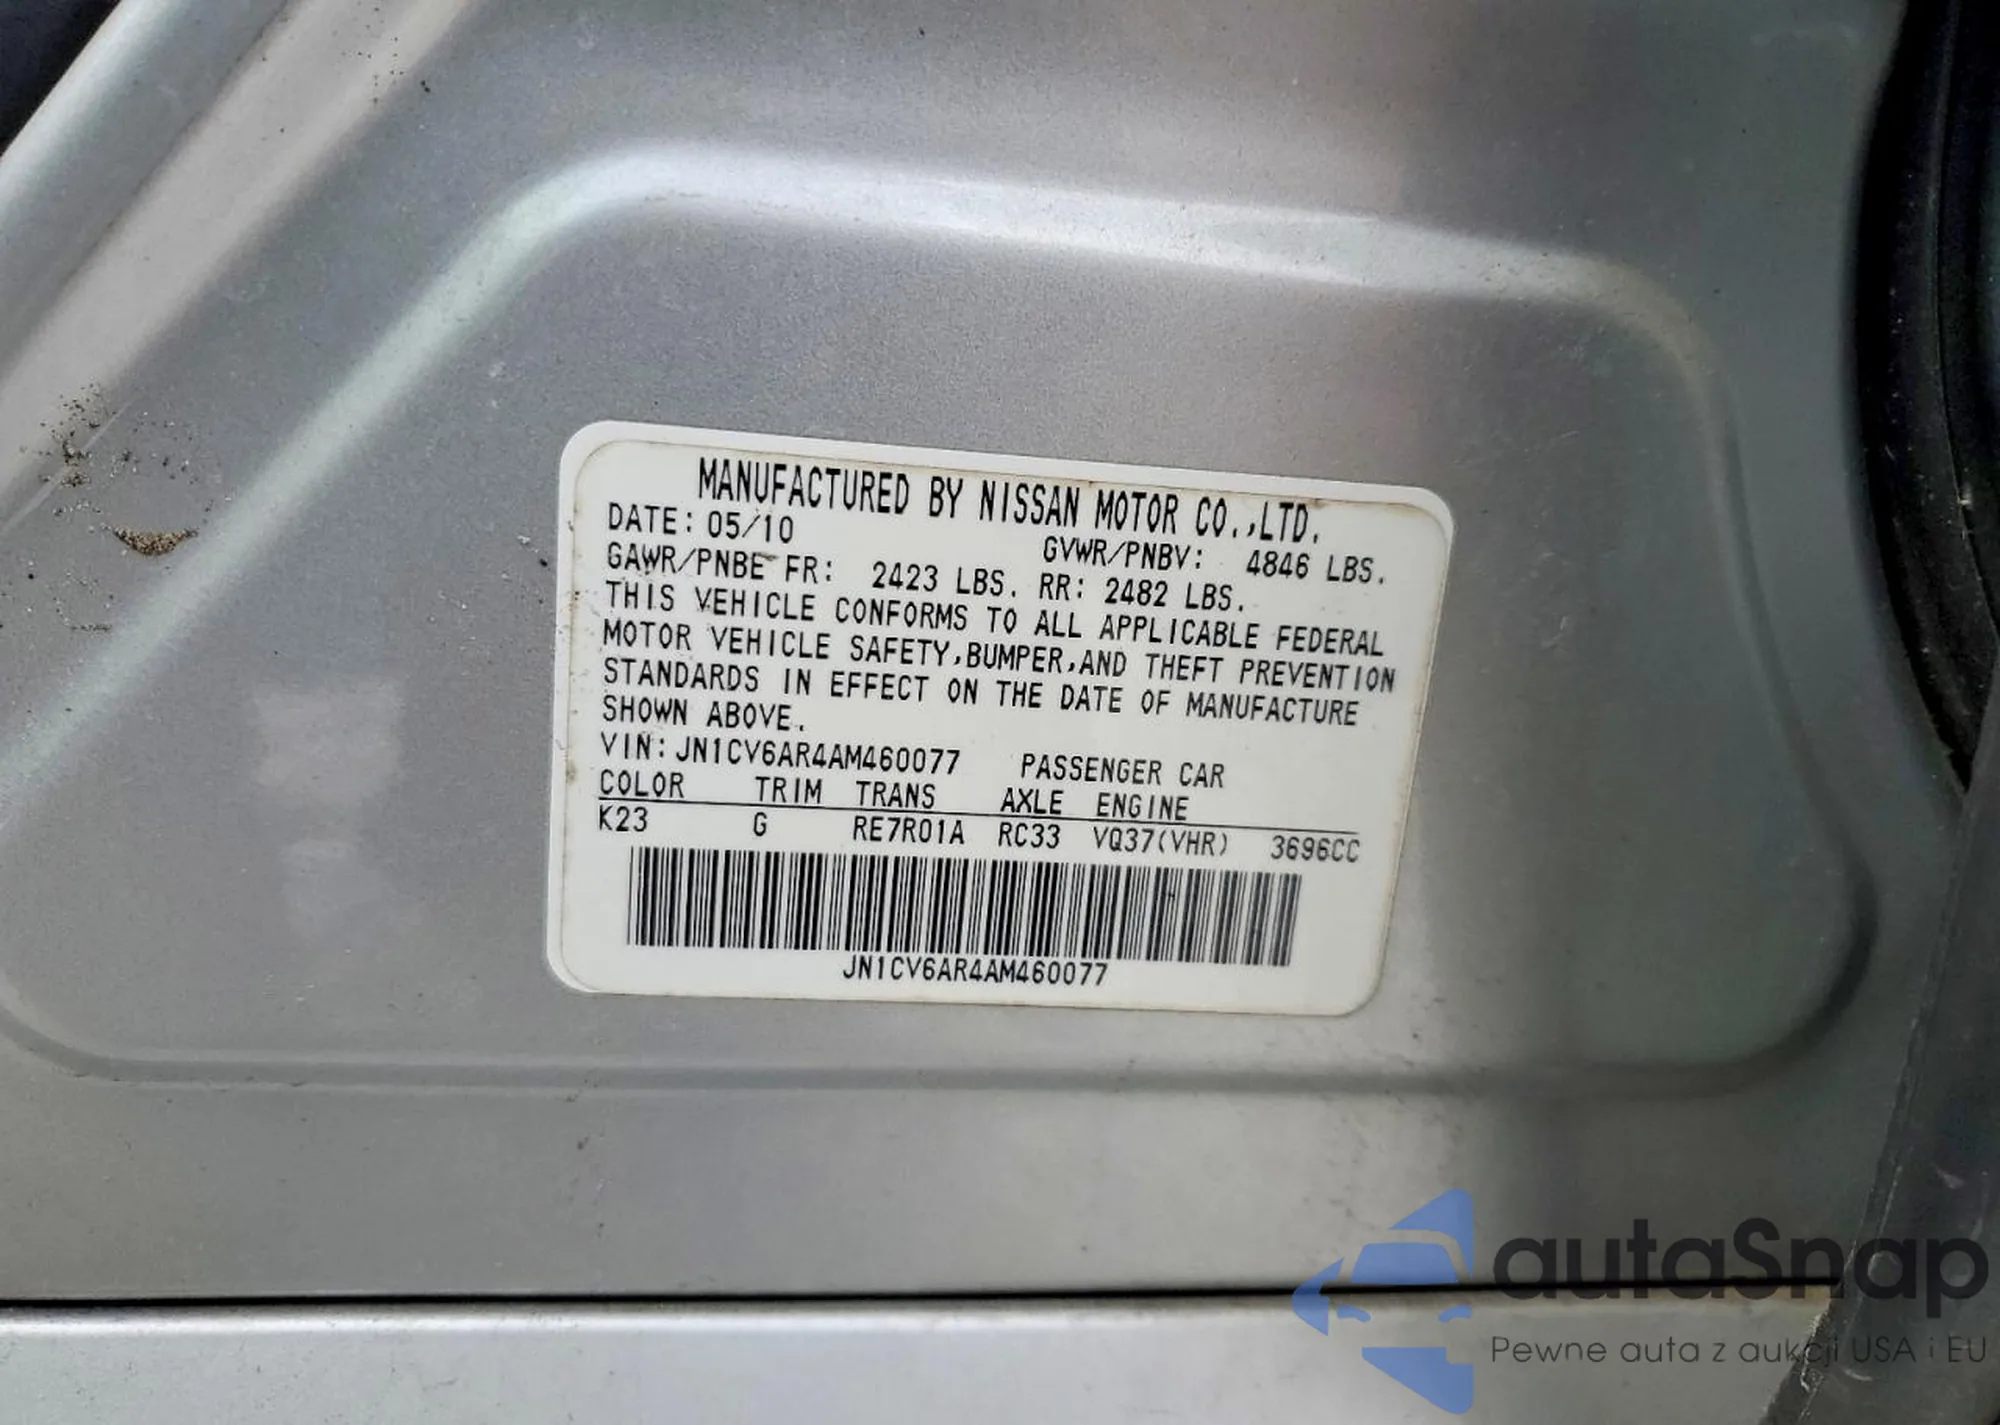 MANUFACTURED BY NISSAN MOTOR CO.,LTD.
DATE: 05/10 GVWR/PNBV: 4846 LBS.
GAWR/PNBE FR: 2423 LBS. RR: 2482 LBS.
THIS VEHICLE CONFORMS TO ALL APPLICABLE FEDERAL
MOTOR VEHICLE SAFETY,BUMPER,AND THEFT PREVENTION
STANDARDS IN EFFECT ON THE DATE OF MANUFACTURE
SHOWN ABOVE.
VIN: JN1CV6AR4AM460077 PASSENGER CAR
COLOR TRIM TRANS AXLE ENGINE
K23 G RE7R01A RC33 VQ37(VHR) 3696CC
JN1CV6AR4AM460077
autaSnap
Pewne auta z aukcji USA i EU